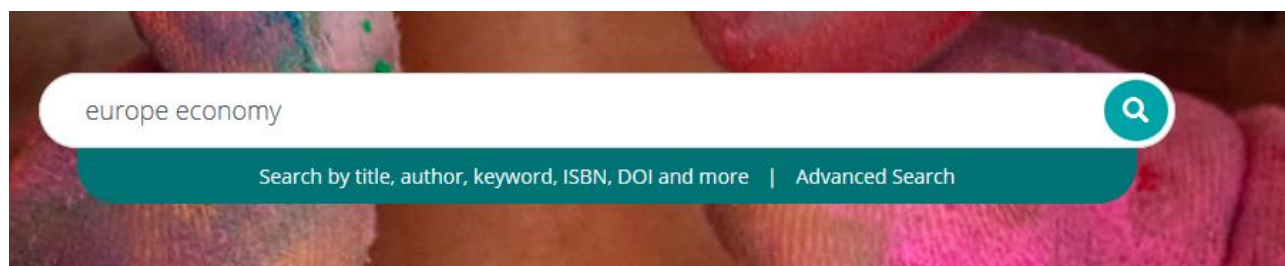 europe economy
Search by title, author, keyword, ISBN, DOI and more | Advanced Search